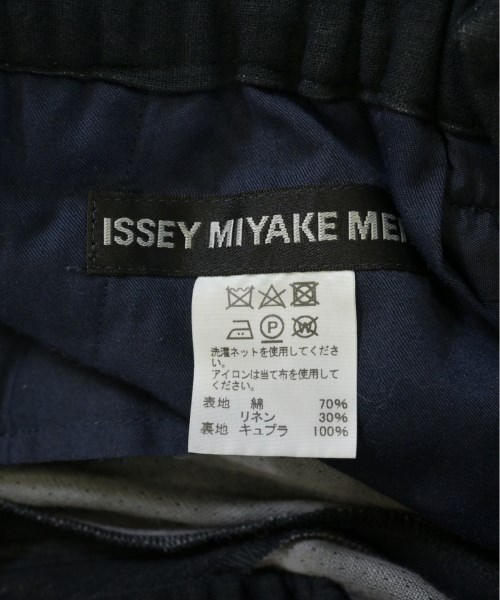 ISSEY MIYAKE MEN
P W
洗濯ネットを使用してください。
アイロンは当て布を使用して
ください。
表地 綿 70%
リネン 30%
裏地 キュプラ 100%